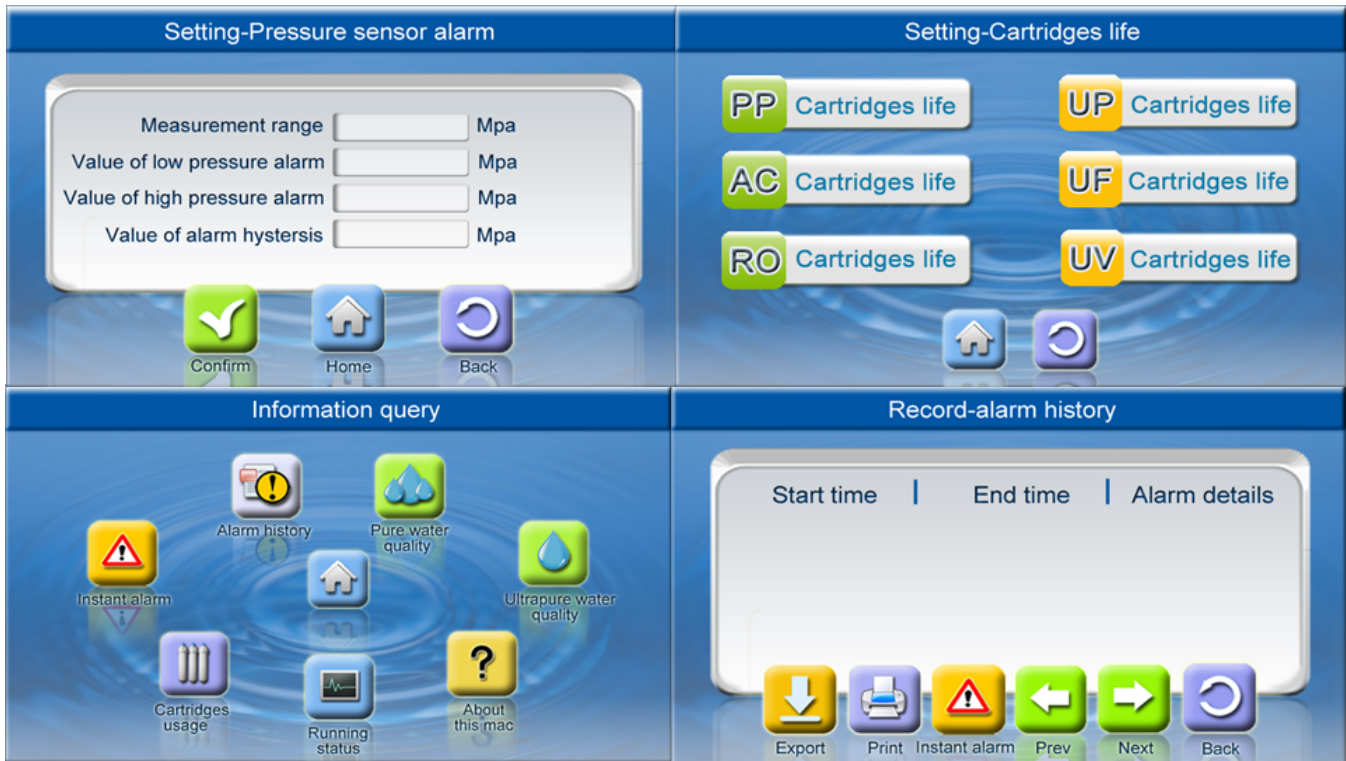 Setting-Pressure sensor alarm
Measurement range Mpa
Value of low pressure alarm Mpa
Value of high pressure alarm Mpa
Value of alarm hystersis Mpa
Confirm Home Back
Setting-Cartridges life
PP Cartridges life UP Cartridges life
AC Cartridges life UF Cartridges life
RO Cartridges life UV Cartridges life
Information query
Alarm history
Pure water
quality
Instant alarm
Ultrapure water
quality
Cartridges
usage
Running
status
?
About
this mac
Record-alarm history
Start time | End time | Alarm details
Export Print Instant alarm Prev Next Back